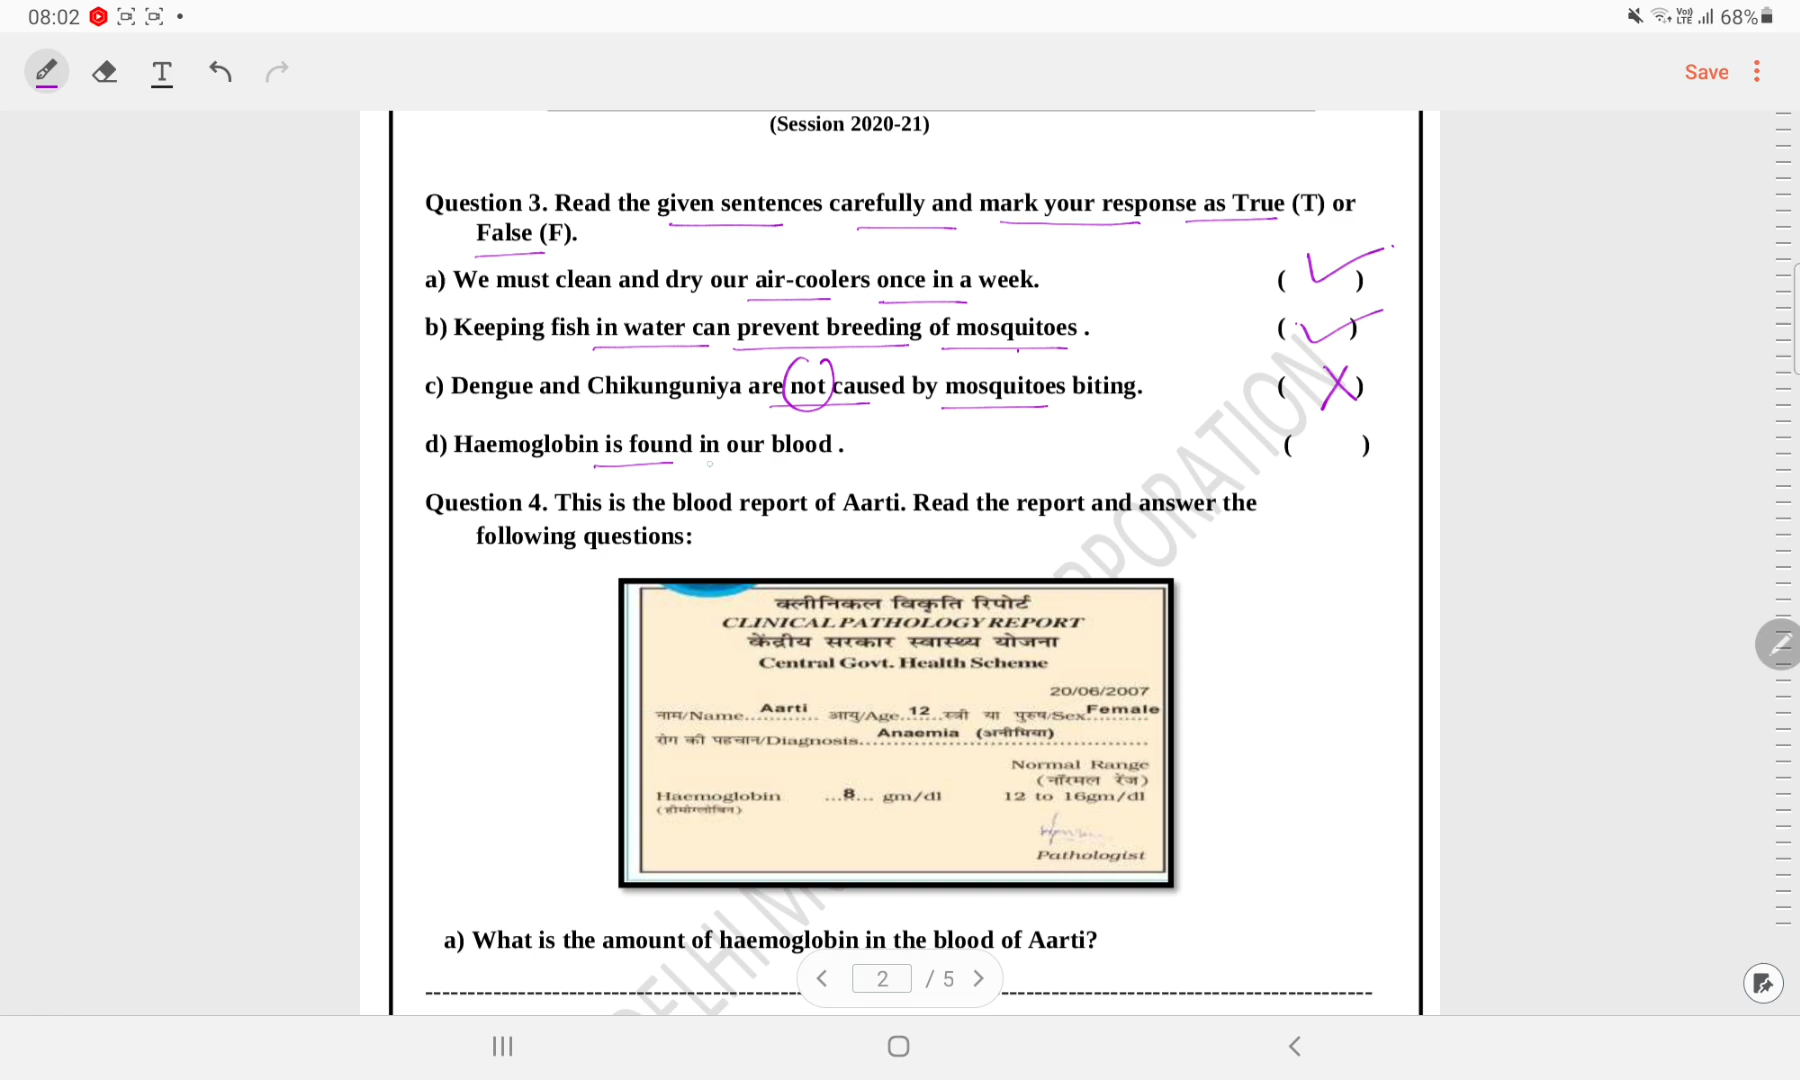 08:02
Vo))
LTE
68%
T
Save
(Session 2020-21)
Question 3. Read the given sentences carefully and mark your response as True (T) or
False (F).
a) We must clean and dry our air-coolers once in a week. ( ✓ )
b) Keeping fish in water can prevent breeding of mosquitoes . ( ✓ )
c) Dengue and Chikunguniya are not caused by mosquitoes biting. ( X )
d) Haemoglobin is found in our blood . ( )
Question 4. This is the blood report of Aarti. Read the report and answer the
following questions:
क्लीनिकल विकृति रिपोर्ट
CLINICAL PATHOLOGY REPORT
केंद्रीय सरकार स्वास्थ्य योजना
Central Govt. Health Scheme
20/06/2007
नाम/Name.....Aarti..... आयु/Age..12..स्त्री या पुरुष/Sex..Female
रोग की पहचान/Diagnosis...Anaemia (अनीमिया)
Normal Range
(नॉरमल रेंज)
Haemoglobin ...8... gm/dl 12 to 16gm/dl
(हीमोग्लोबिन)
Pathologist
a) What is the amount of haemoglobin in the blood of Aarti?
2 / 5
DELHI M
RPORATION